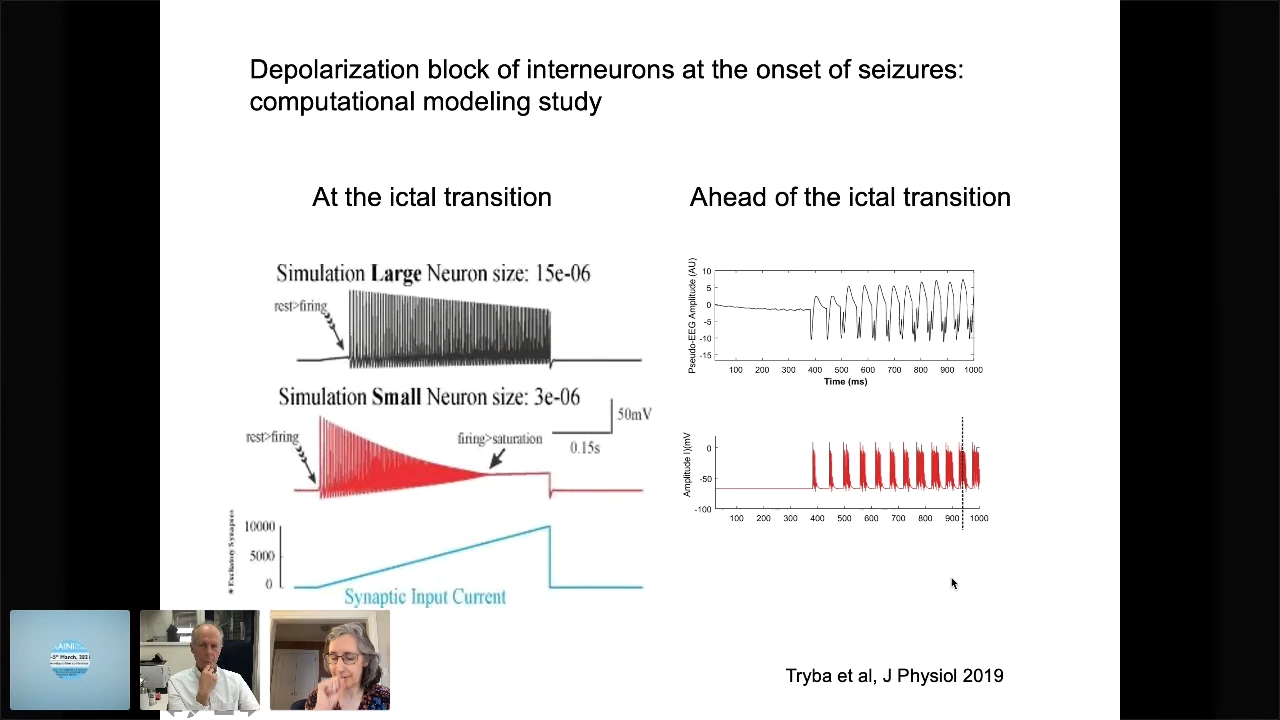 Depolarization block of interneurons at the onset of seizures:
computational modeling study
At the ictal transition
Ahead of the ictal transition
Simulation Large Neuron size: 15e-06
rest>firing
Simulation Small Neuron size: 3e-06
rest>firing
firing>saturation
50mV
0.15s
# Excitatory Synapses
10000
5000
0
Synaptic Input Current
Pseudo-EEG Amplitude (AU)
10
5
0
-5
-10
-15
100 200 300 400 500 600 700 800 900 1000
Time (ms)
Amplitude I)(mV
0
-50
-100
100 200 300 400 500 600 700 800 900 1000
Tryba et al, J Physiol 2019